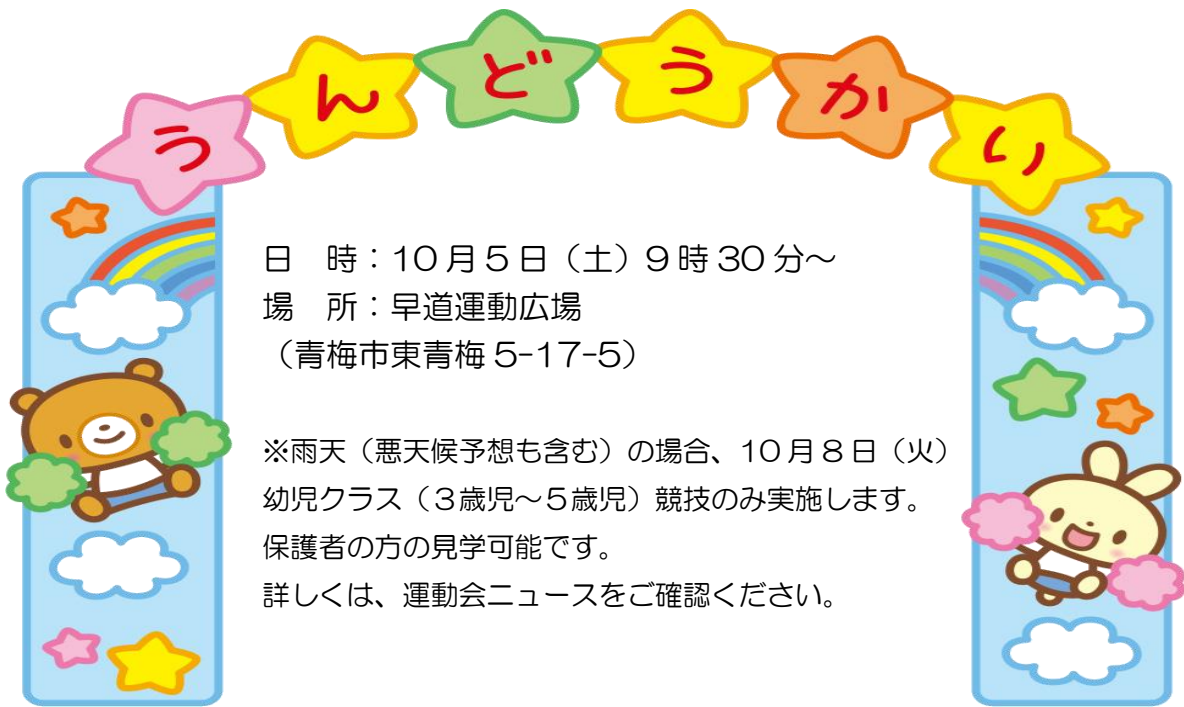 うんどうかい
日　時：10月5日（土）9時30分～
場　所：早道運動広場
（青梅市東青梅5-17-5）
※雨天（悪天候予想も含む）の場合、10月8日（火）
幼児クラス（3歳児～5歳児）競技のみ実施します。
保護者の方の見学可能です。
詳しくは、運動会ニュースをご確認ください。